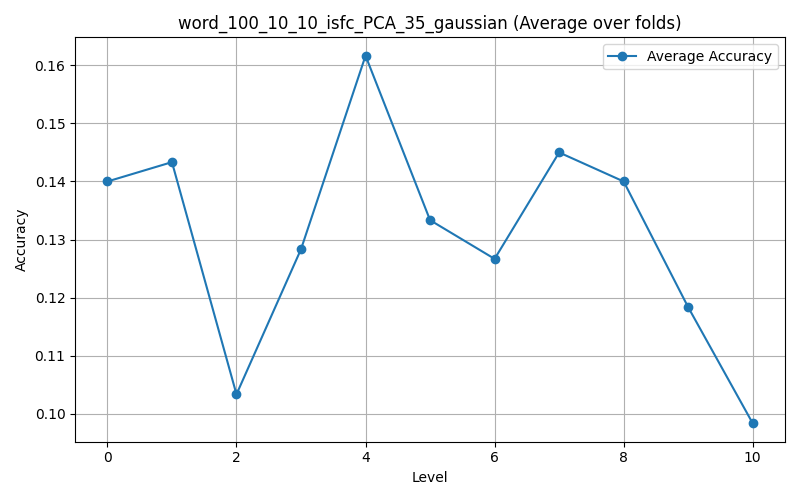 word_100_10_10_isfc_PCA_35_gaussian (Average over folds)
Average Accuracy
0.16
0.15
0.14
0.13
0.12
0.11
0.10
Accuracy
0 2 4 6 8 10
Level